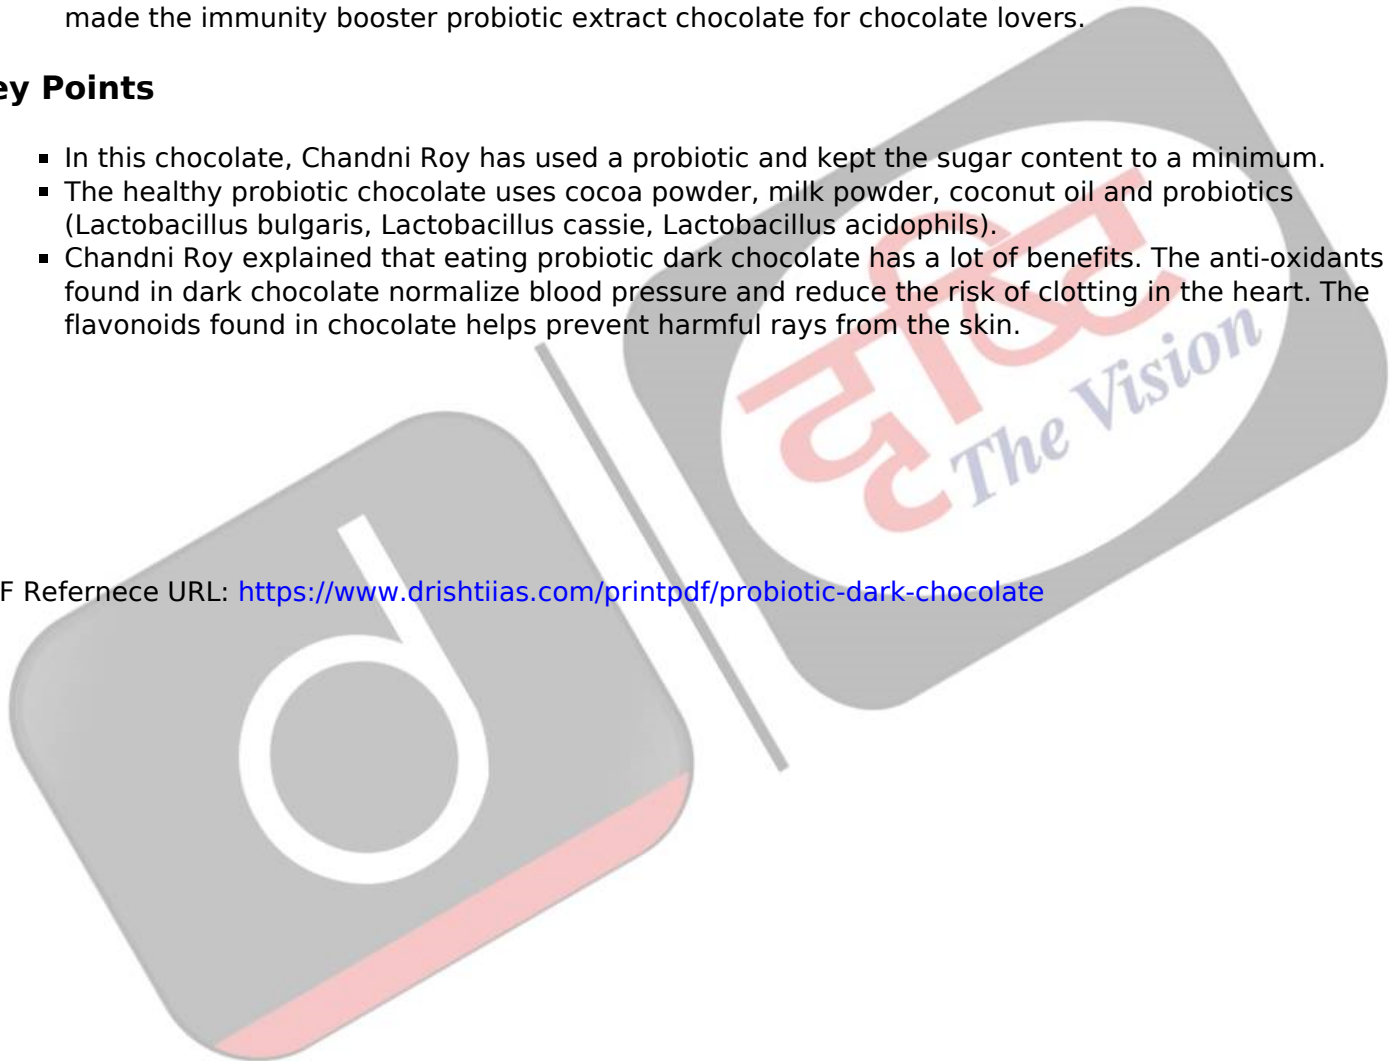 made the immunity booster probiotic extract chocolate for chocolate lovers.
ey Points
▪ In this chocolate, Chandni Roy has used a probiotic and kept the sugar content to a minimum.
▪ The healthy probiotic chocolate uses cocoa powder, milk powder, coconut oil and probiotics
(Lactobacillus bulgaris, Lactobacillus cassie, Lactobacillus acidophils).
▪ Chandni Roy explained that eating probiotic dark chocolate has a lot of benefits. The anti-oxidants
found in dark chocolate normalize blood pressure and reduce the risk of clotting in the heart. The
flavonoids found in chocolate helps prevent harmful rays from the skin.
दृष्टि
The Vision
d
F Refernece URL: https://www.drishtiias.com/printpdf/probiotic-dark-chocolate